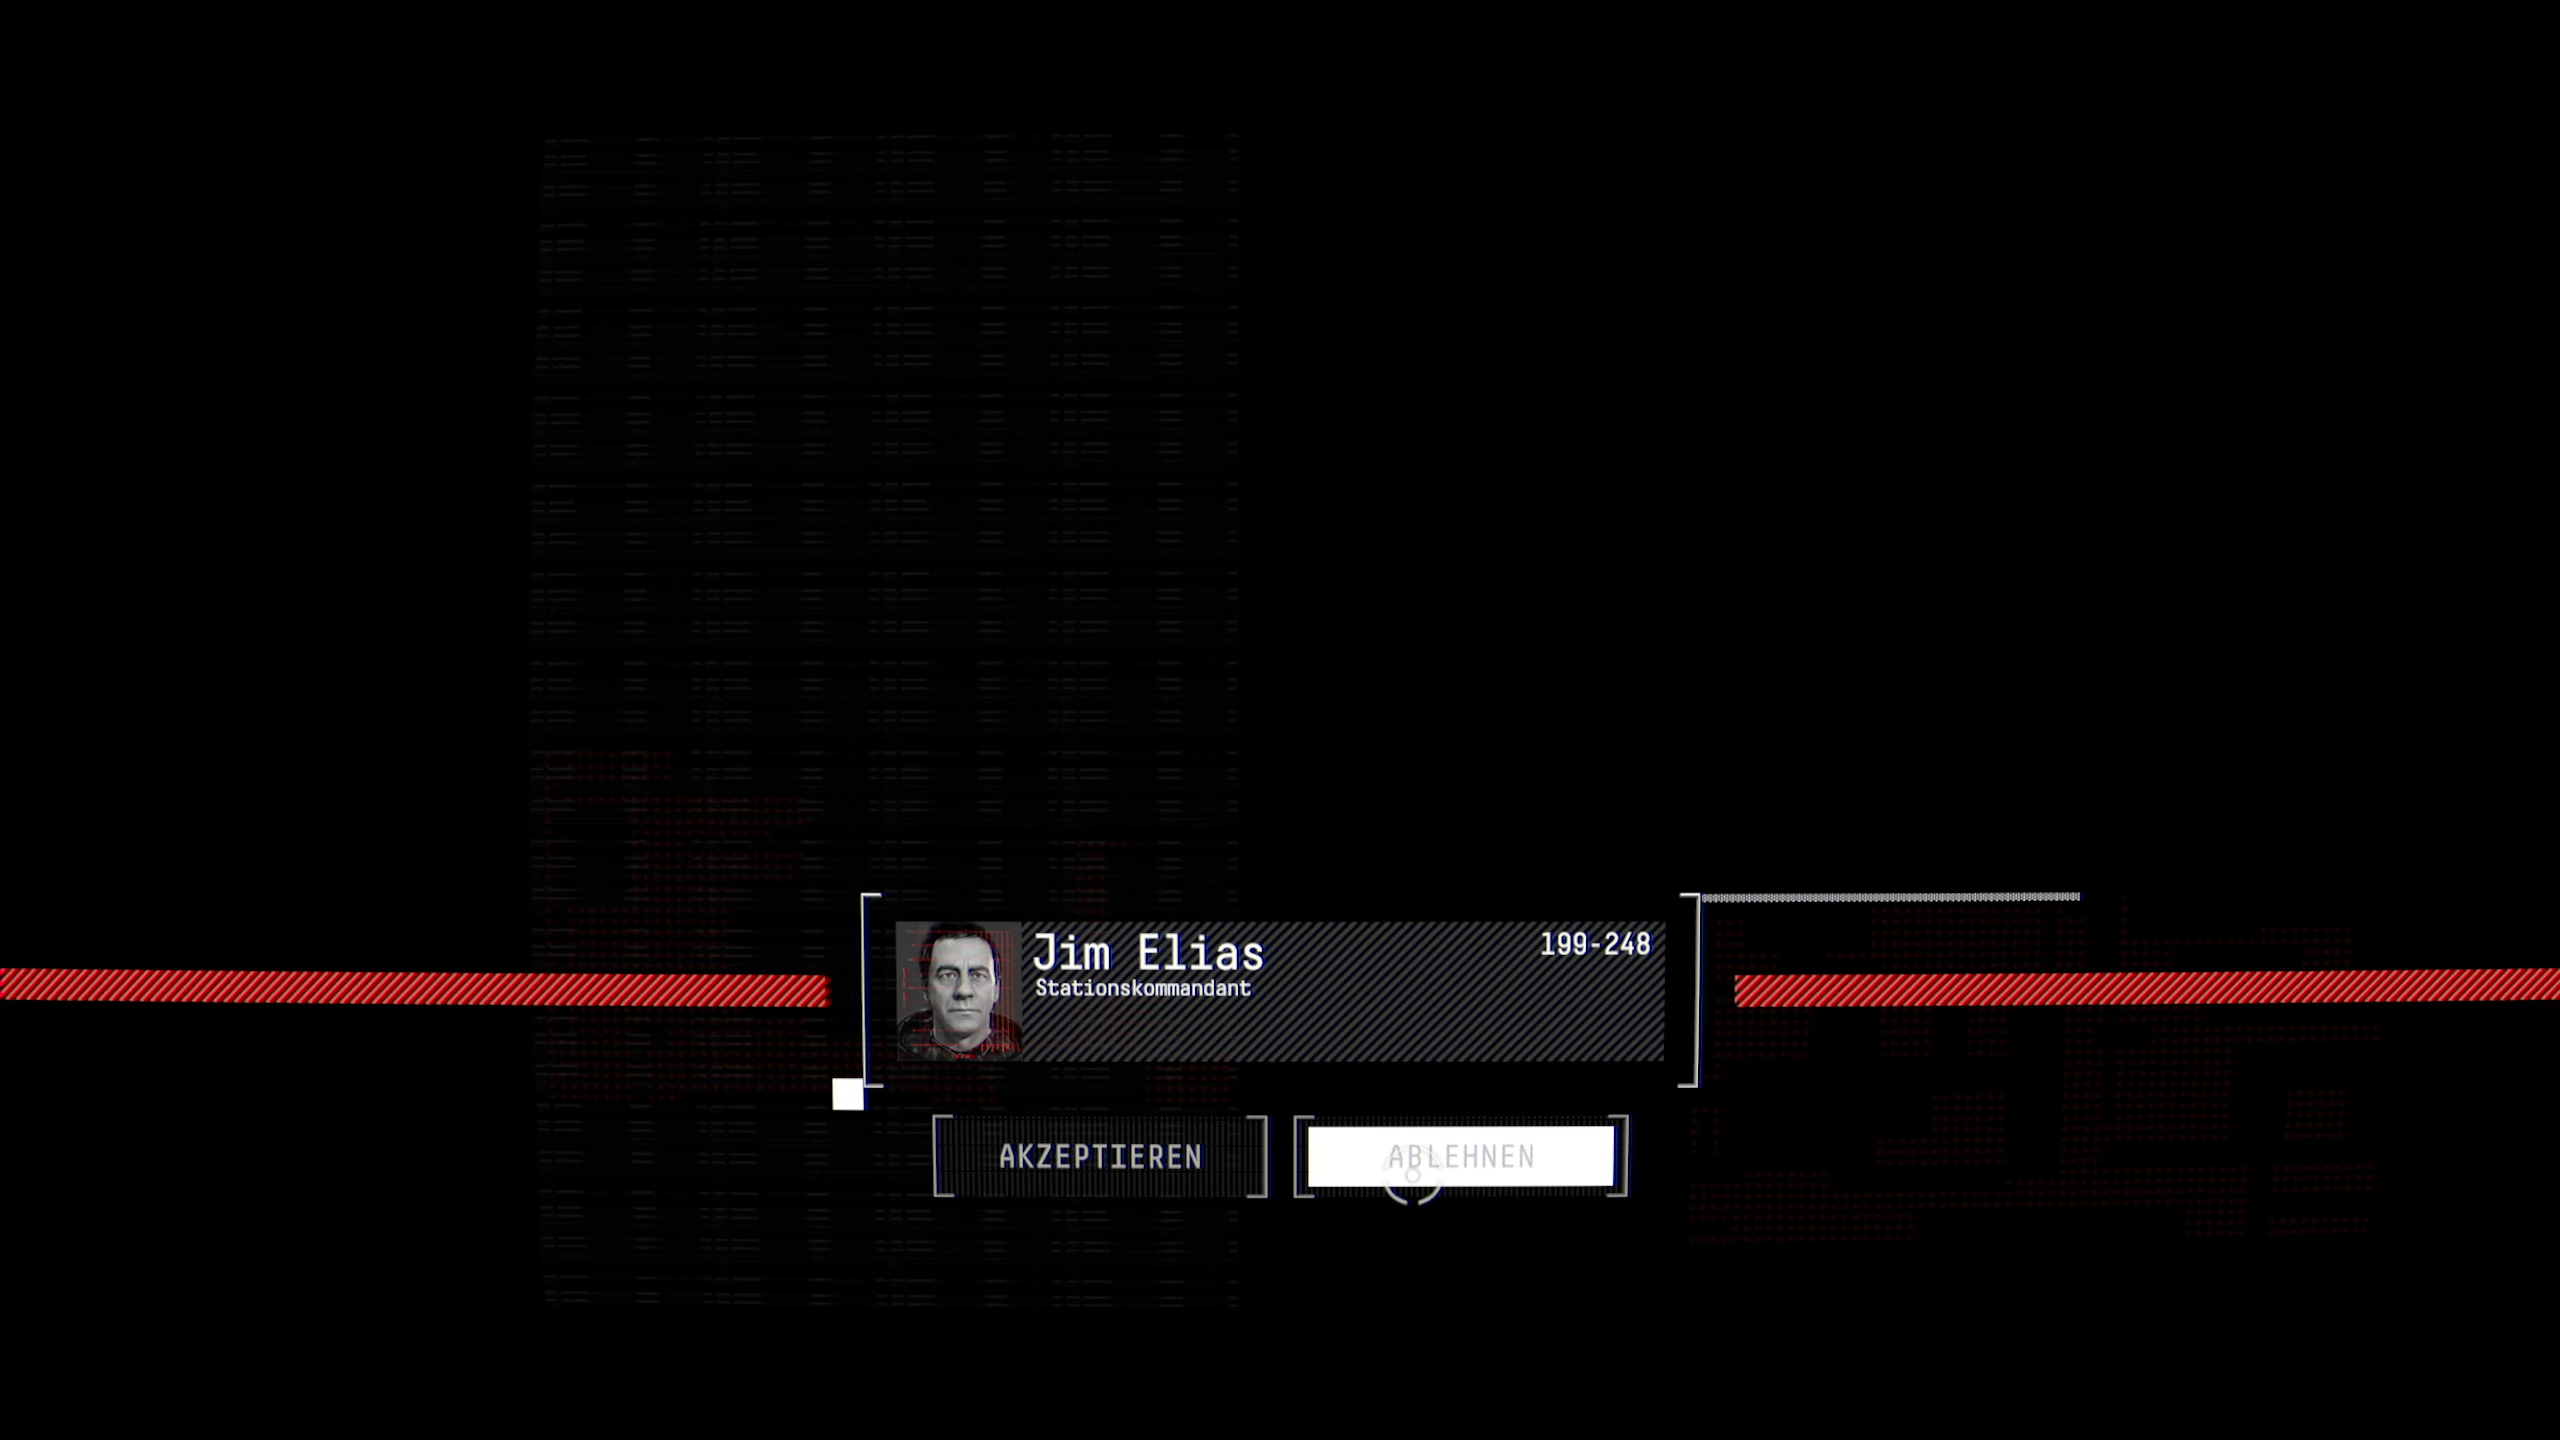 Jim Elias
199-248
Stationskommandant
AKZEPTIEREN
ABLEHNEN